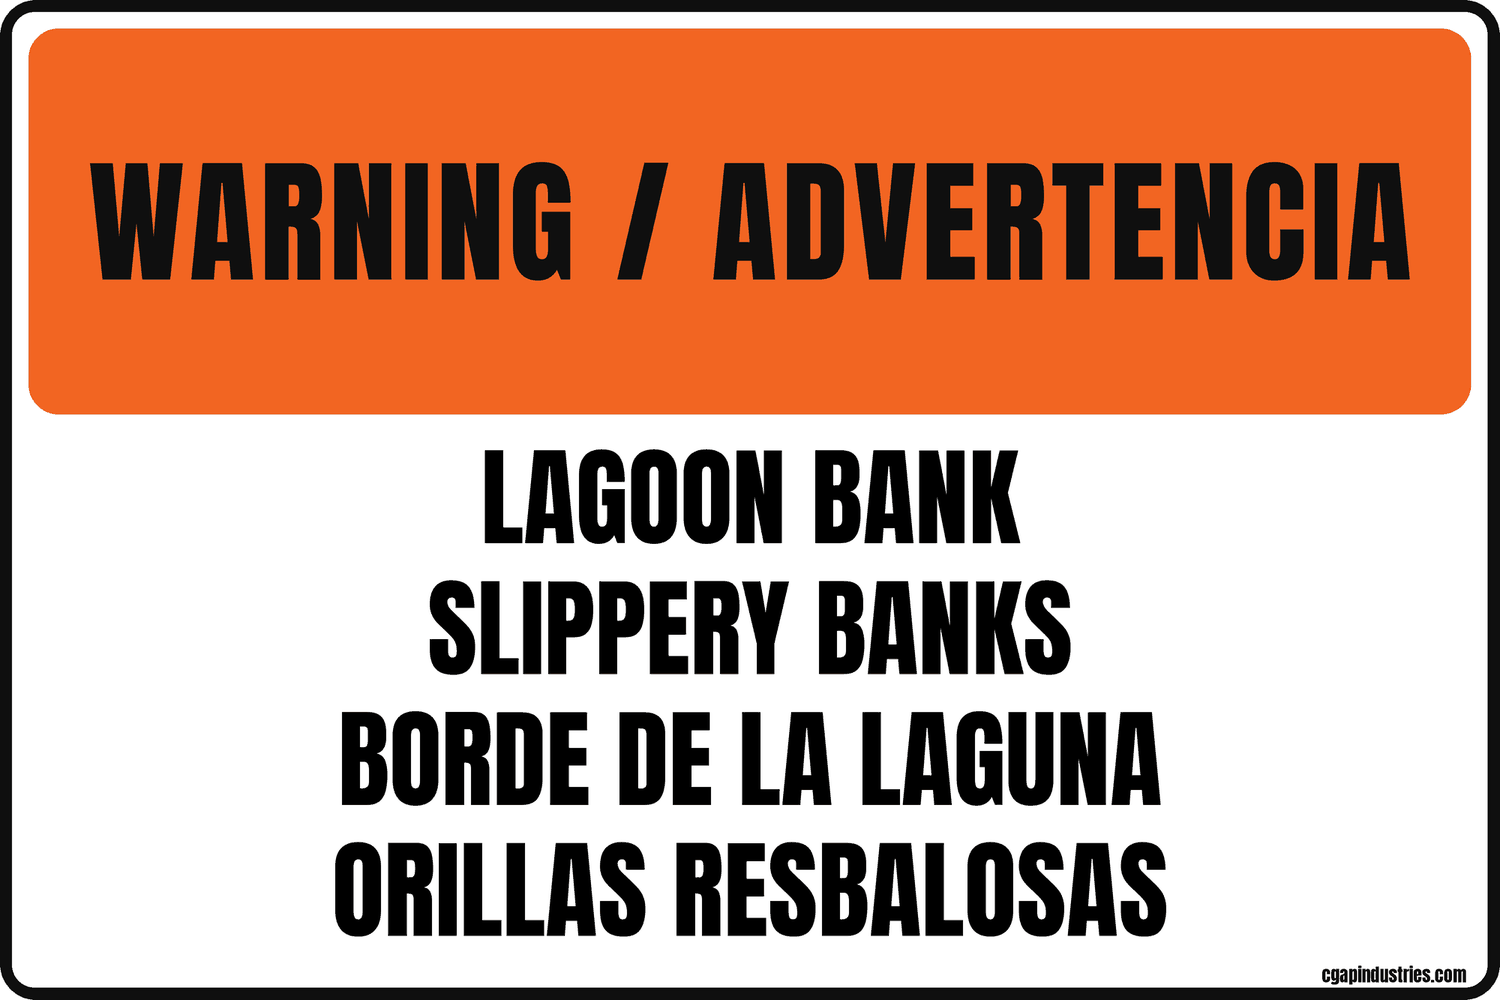 WARNING / ADVERTENCIA
LAGOON BANK
SLIPPERY BANKS
BORDE DE LA LAGUNA
ORILLAS RESBALOSAS
cgapindustries.com